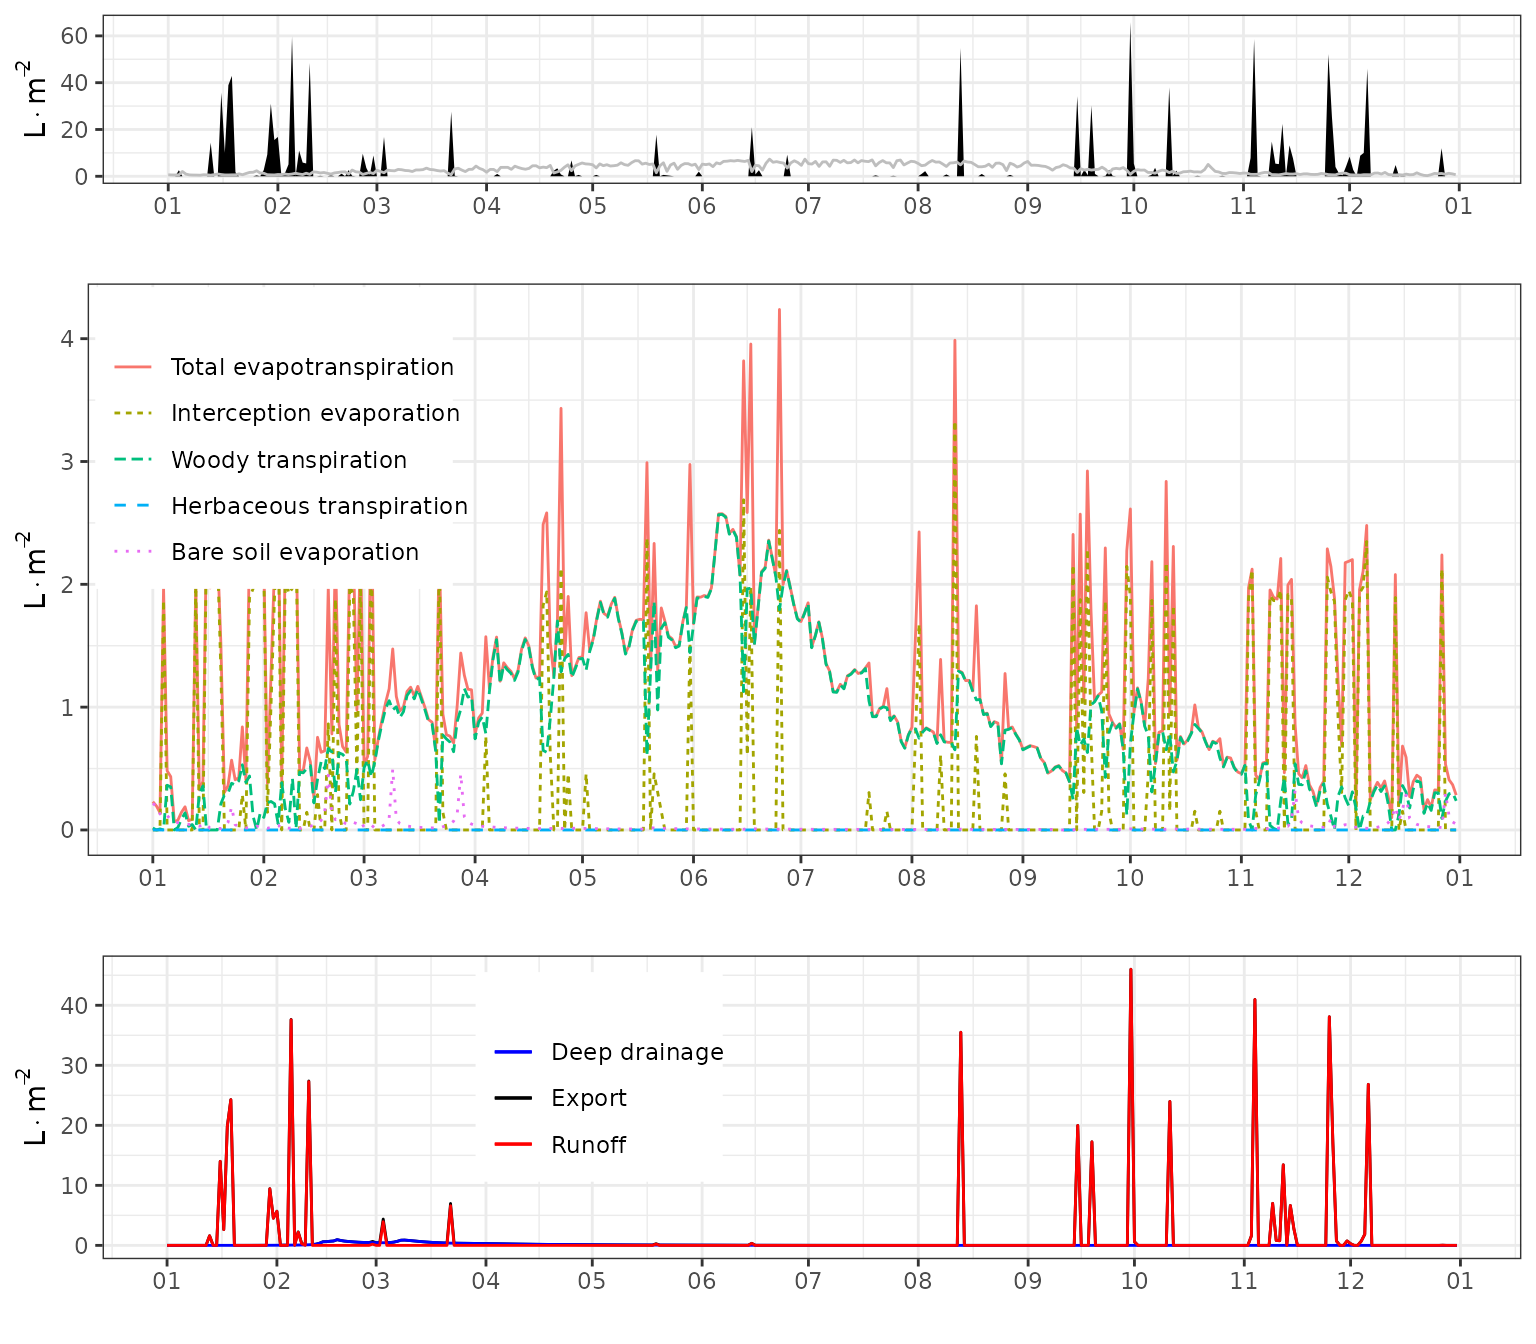 60
40
20
0
L · m⁻²
01 02 03 04 05 06 07 08 09 10 11 12 01
4
3
2
1
0
L · m⁻²
Total evapotranspiration
Interception evaporation
Woody transpiration
Herbaceous transpiration
Bare soil evaporation
01 02 03 04 05 06 07 08 09 10 11 12 01
40
30
20
10
0
L · m⁻²
Deep drainage
Export
Runoff
01 02 03 04 05 06 07 08 09 10 11 12 01